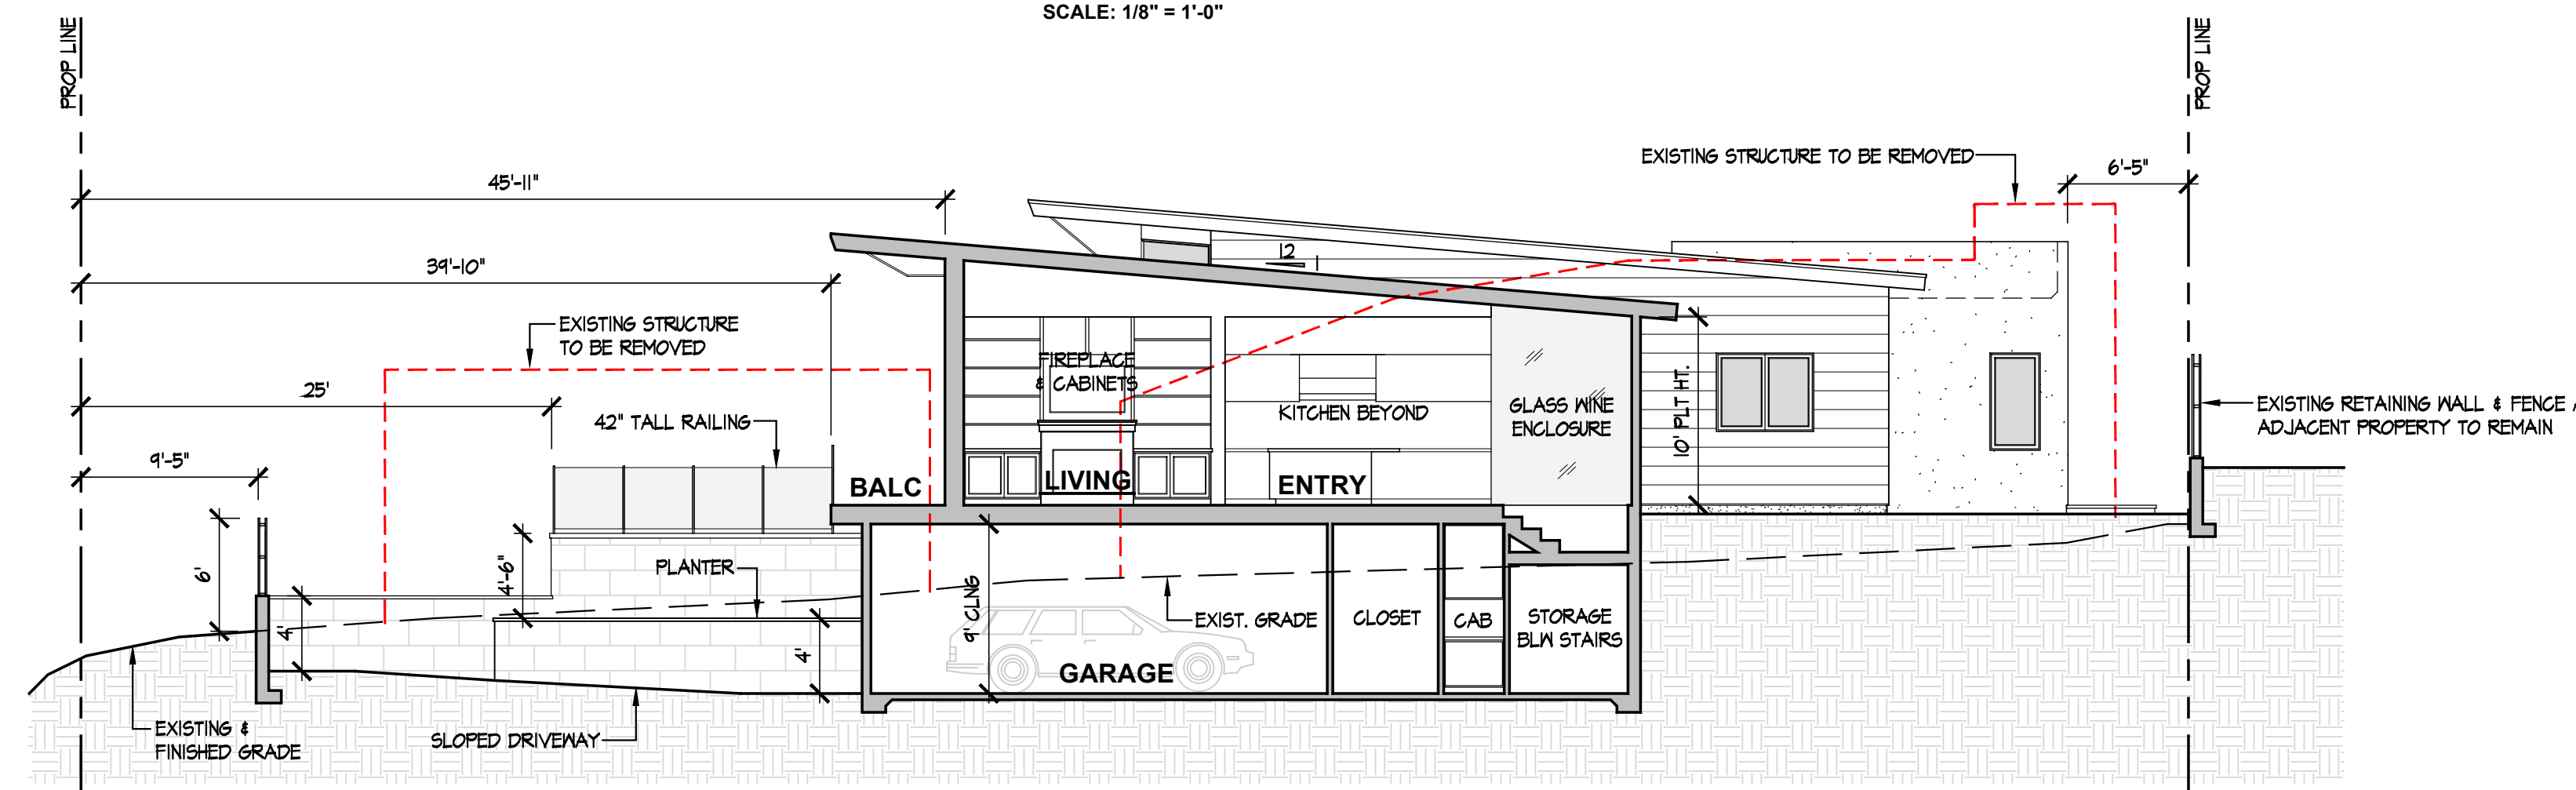 SCALE: 1/8" = 1'-0"
PROP LINE
PROP LINE
EXISTING STRUCTURE TO BE REMOVED
6'-5"
45'-11"
12
1
39'-10"
EXISTING STRUCTURE
TO BE REMOVED
FIREPLACE
& CABINETS
25'
10' PLT HT.
42" TALL RAILING
KITCHEN BEYOND
GLASS WINE
ENCLOSURE
EXISTING RETAINING WALL & FENCE
ADJACENT PROPERTY TO REMAIN
9'-5"
BALC
LIVING
ENTRY
6'
4'-6"
PLANTER
9' CLNG
EXIST. GRADE
CLOSET
CAB
STORAGE
BLW STAIRS
4'
4'
GARAGE
EXISTING &
FINISHED GRADE
SLOPED DRIVEWAY